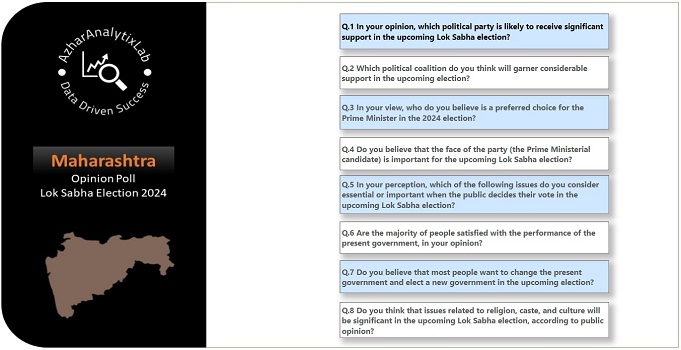 AzharAnalytixLab
Data Driven Success
Maharashtra
Opinion Poll
Lok Sabha Election 2024
Q.1 In your opinion, which political party is likely to receive significant
support in the upcoming Lok Sabha election?
Q.2 Which political coalition do you think will garner considerable
support in the upcoming election?
Q.3 In your view, who do you believe is a preferred choice for the
Prime Minister in the 2024 election?
Q.4 Do you believe that the face of the party (the Prime Ministerial
candidate) is important for the upcoming Lok Sabha election?
Q.5 In your perception, which of the following issues do you consider
essential or important when the public decides their vote in the
upcoming Lok Sabha election?
Q.6 Are the majority of people satisfied with the performance of the
present government, in your opinion?
Q.7 Do you believe that most people want to change the present
government and elect a new government in the upcoming election?
Q.8 Do you think that issues related to religion, caste, and culture will
be significant in the upcoming Lok Sabha election, according to public
opinion?